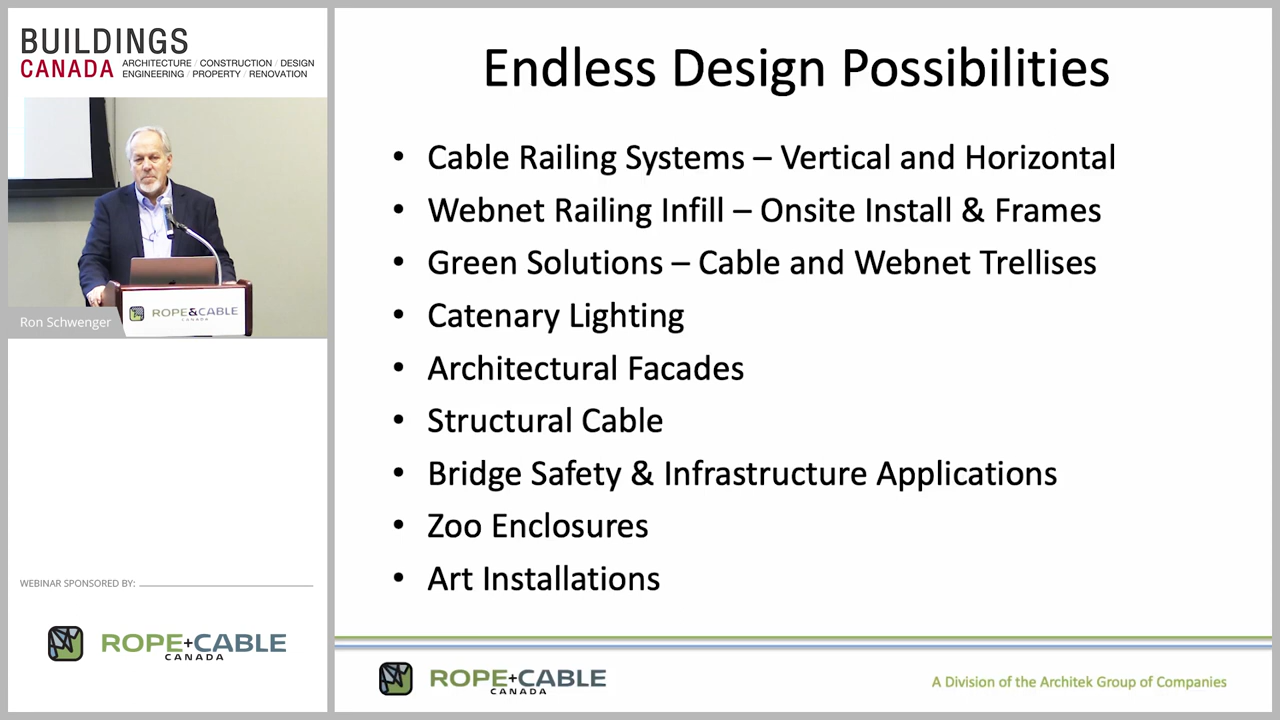 BUILDINGS
CANADA
ARCHITECTURE / CONSTRUCTION / DESIGN
ENGINEERING / PROPERTY / RENOVATION
ROPE&CABLE
CANADA
Ron Schwenger
WEBINAR SPONSORED BY:
ROPE+CABLE
CANADA
Endless Design Possibilities
• Cable Railing Systems – Vertical and Horizontal
• Webnet Railing Infill – Onsite Install & Frames
• Green Solutions – Cable and Webnet Trellises
• Catenary Lighting
• Architectural Facades
• Structural Cable
• Bridge Safety & Infrastructure Applications
• Zoo Enclosures
• Art Installations
ROPE+CABLE
CANADA
A Division of the Architek Group of Companies